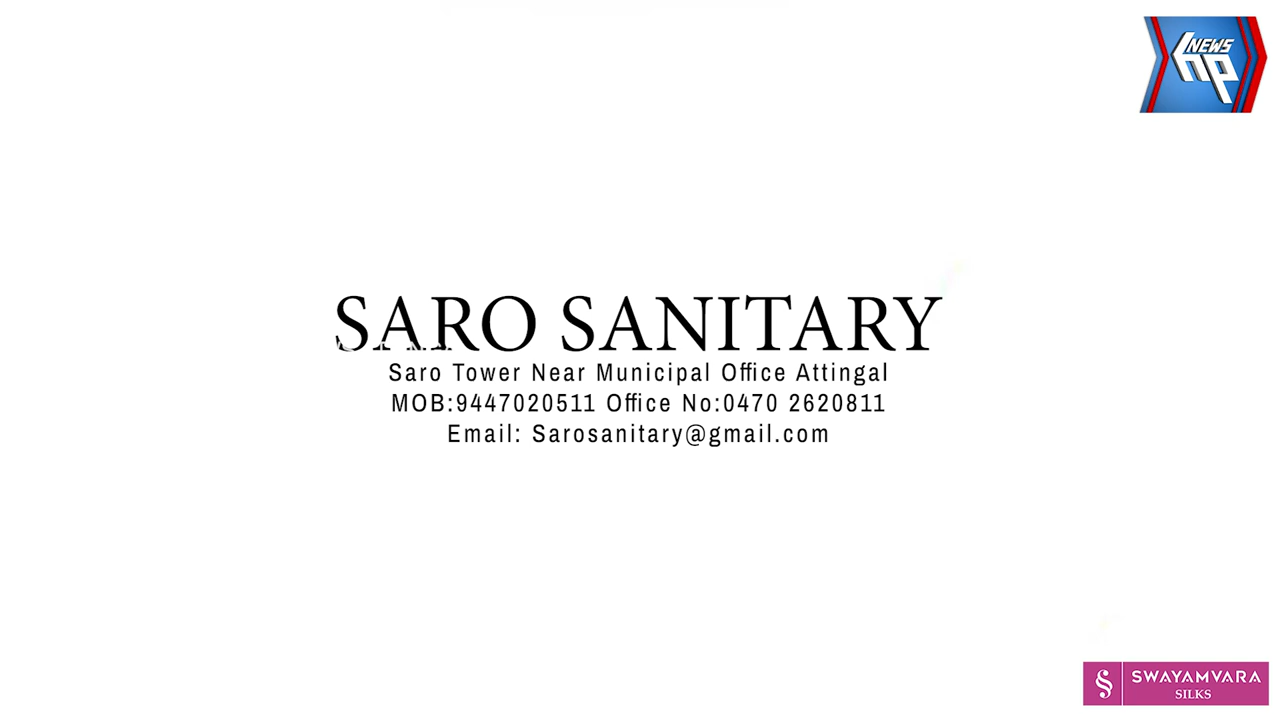 NEWS
np
SARO SANITARY
Saro Tower Near Municipal Office Attingal
MOB:9447020511 Office No:0470 2620811
Email: Sarosanitary@gmail.com
SWAYAMVARA
SILKS